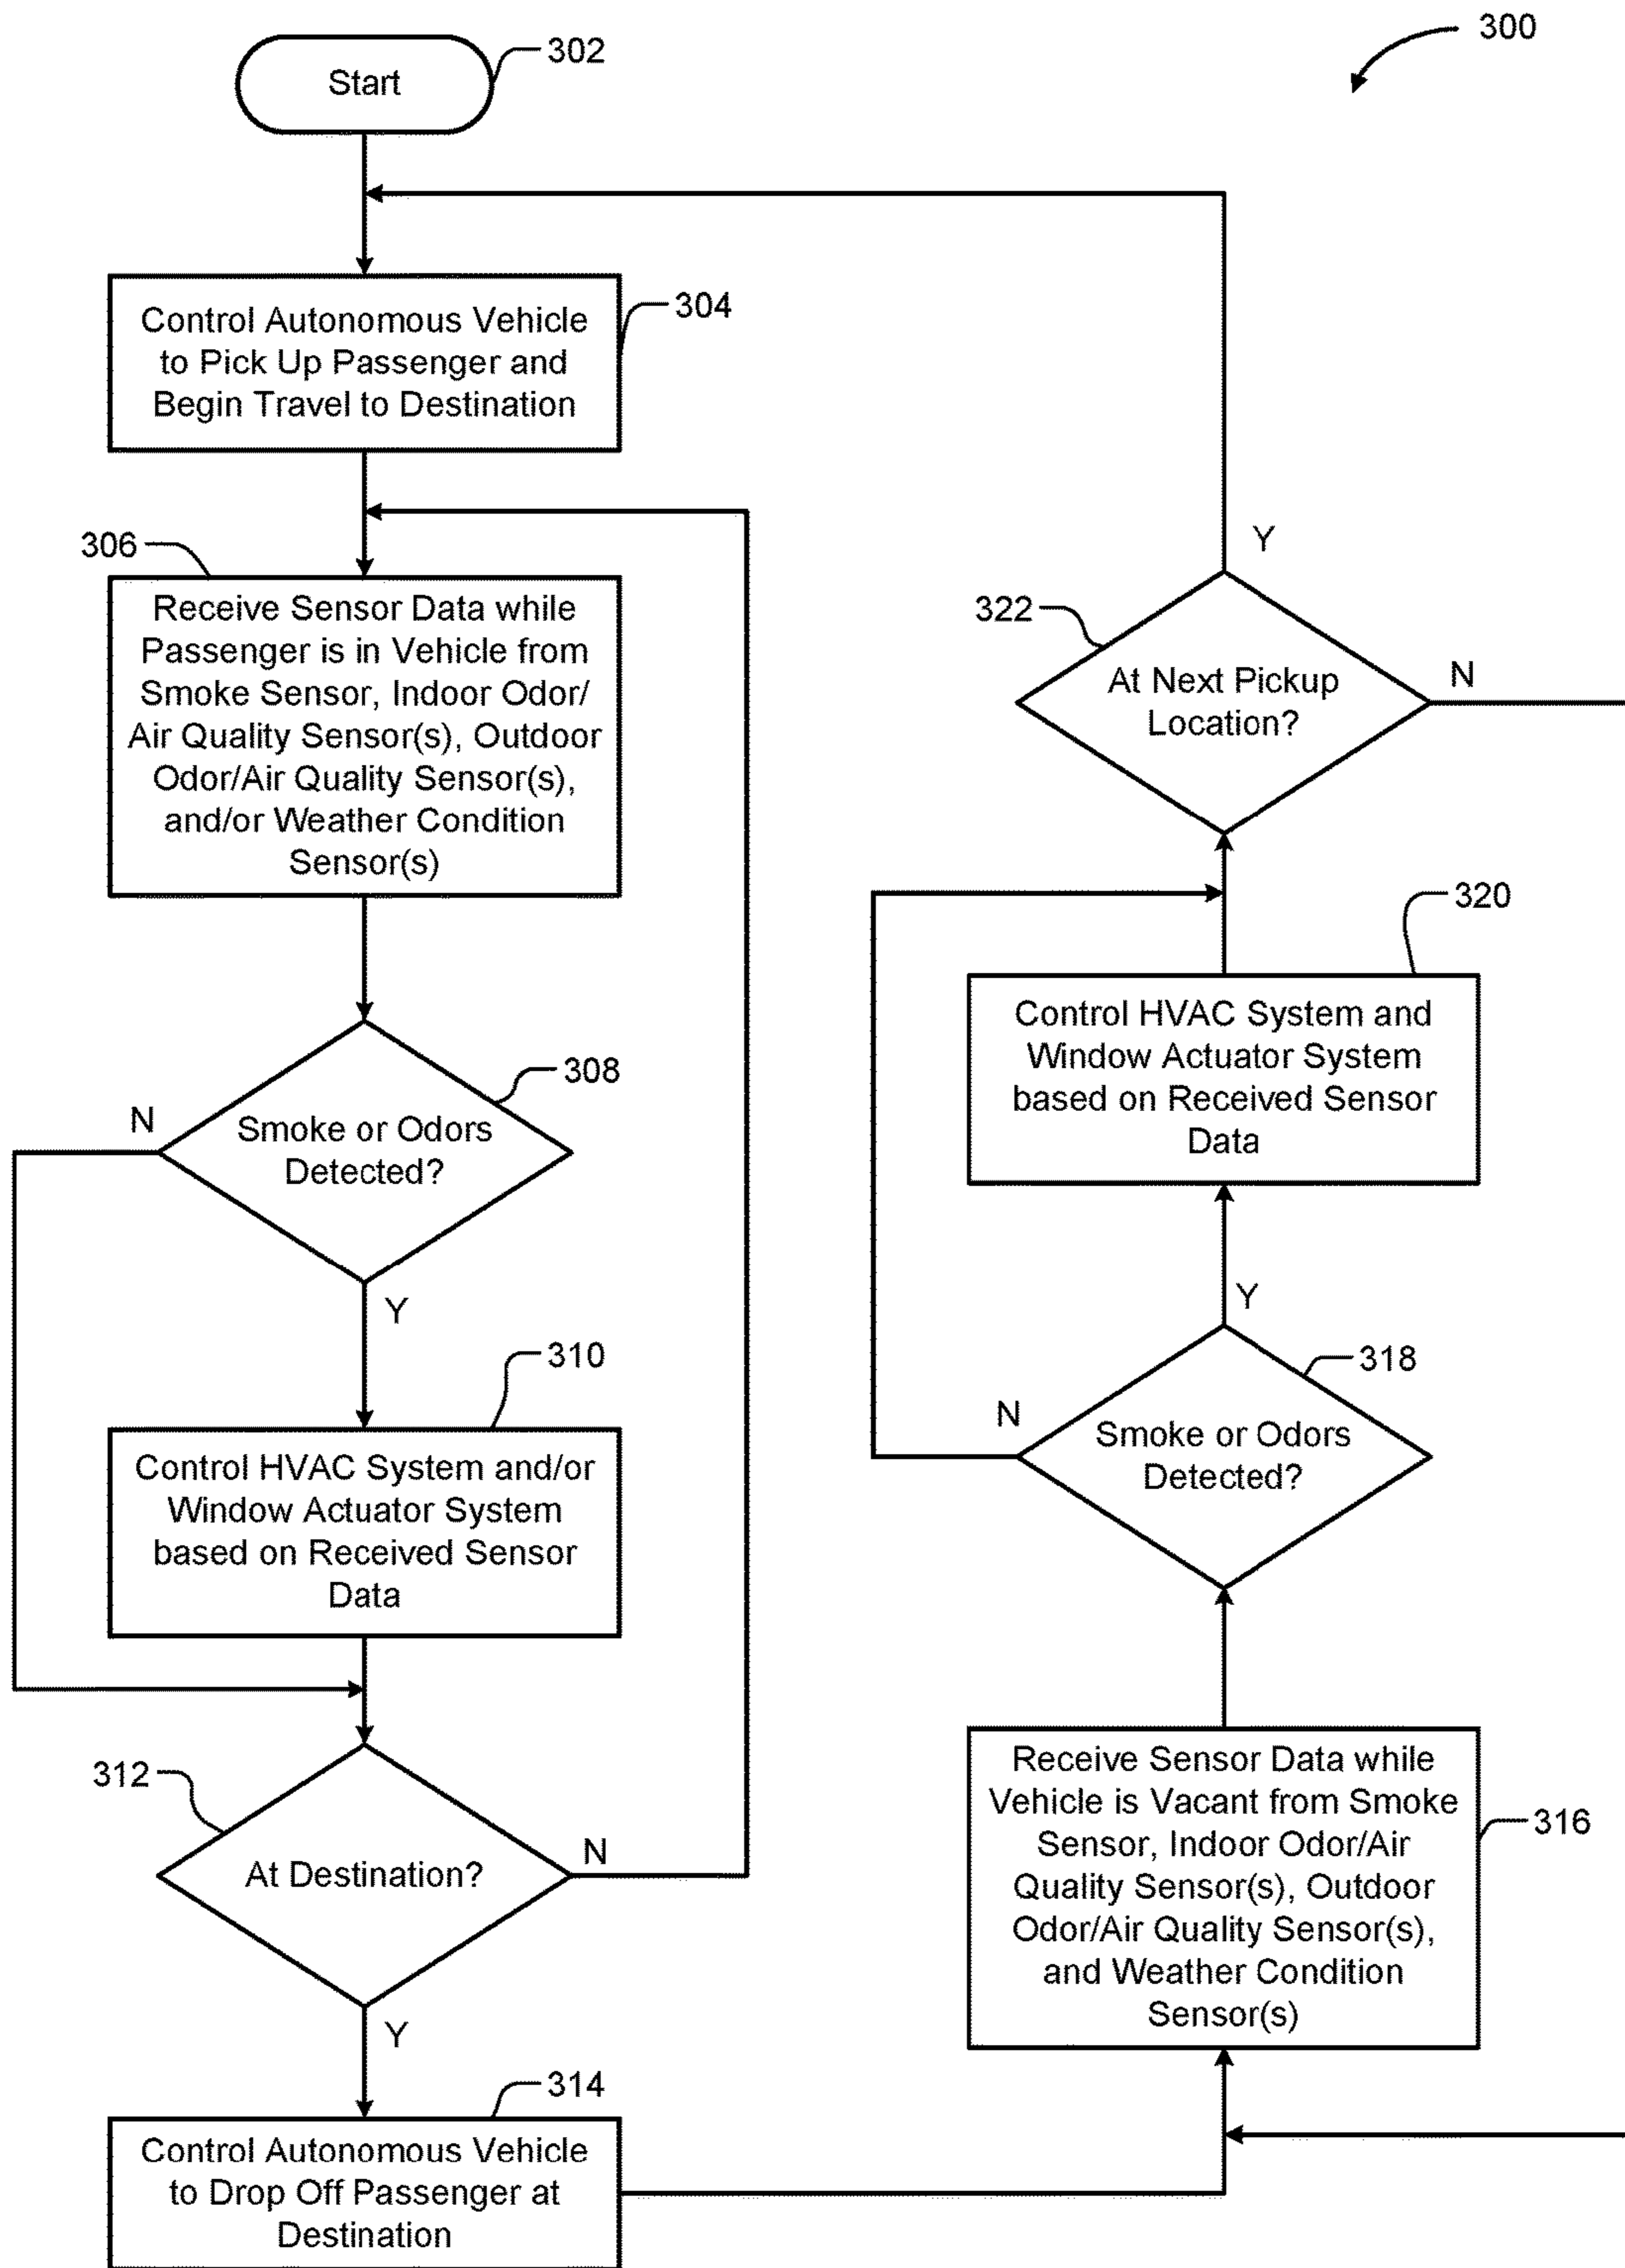 300
Start
302
Control Autonomous Vehicle
to Pick Up Passenger and
Begin Travel to Destination
304
306
Receive Sensor Data while
Passenger is in Vehicle from
Smoke Sensor, Indoor Odor/
Air Quality Sensor(s), Outdoor
Odor/Air Quality Sensor(s),
and/or Weather Condition
Sensor(s)
308
Smoke or Odors
Detected?
N
Y
310
Control HVAC System and/or
Window Actuator System
based on Received Sensor
Data
312
At Destination?
N
Y
314
Control Autonomous Vehicle
to Drop Off Passenger at
Destination
Receive Sensor Data while
Vehicle is Vacant from Smoke
Sensor, Indoor Odor/Air
Quality Sensor(s), Outdoor
Odor/Air Quality Sensor(s),
and Weather Condition
Sensor(s)
316
318
Smoke or Odors
Detected?
N
Y
320
Control HVAC System and
Window Actuator System
based on Received Sensor
Data
322
At Next Pickup
Location?
Y
N